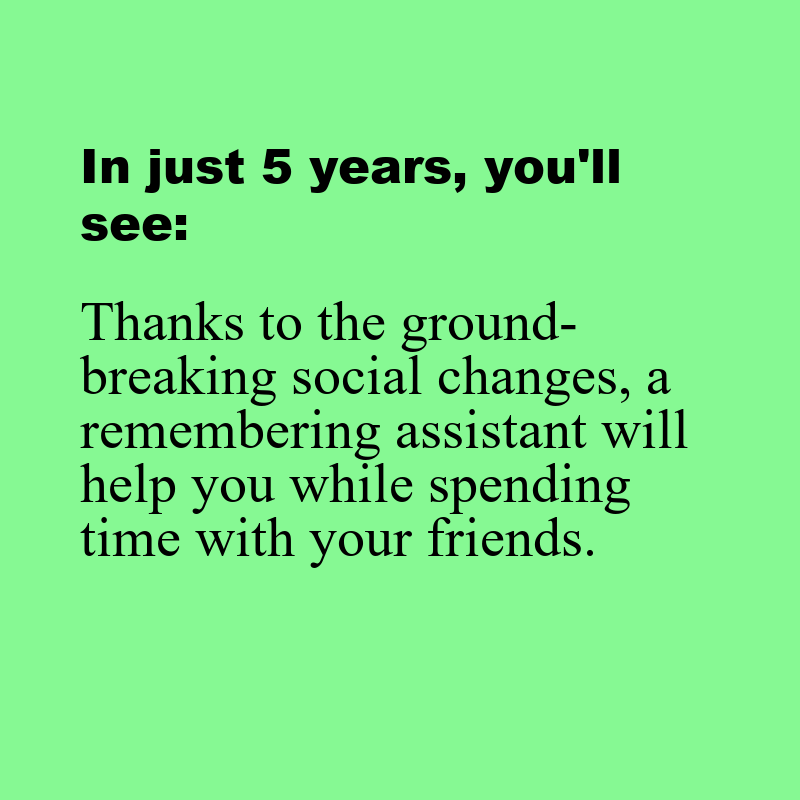 In just 5 years, you'll
see:
Thanks to the ground-
breaking social changes, a
remembering assistant will
help you while spending
time with your friends.